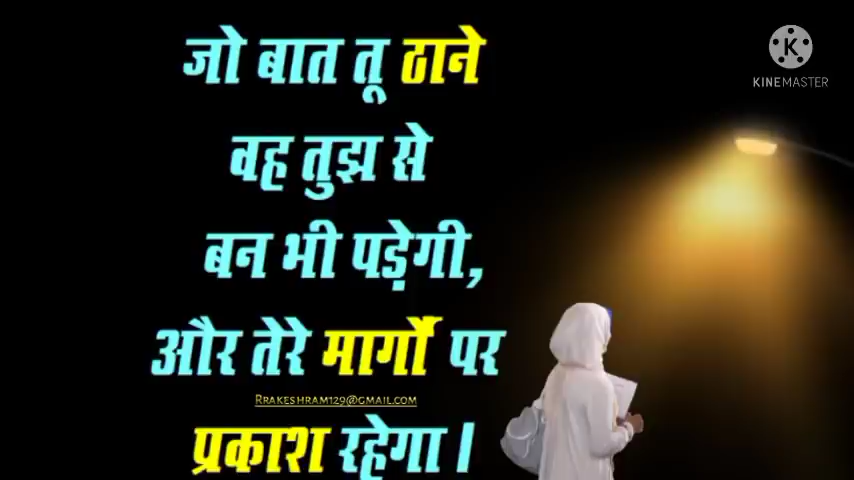 जो बात तू ठाने
KINEMASTER
वह तुझ से
बन भी पड़ेगी,
और तेरे मार्गों पर
RRAKESHRAM129@GMAIL.COM
प्रकाश रहेगा।